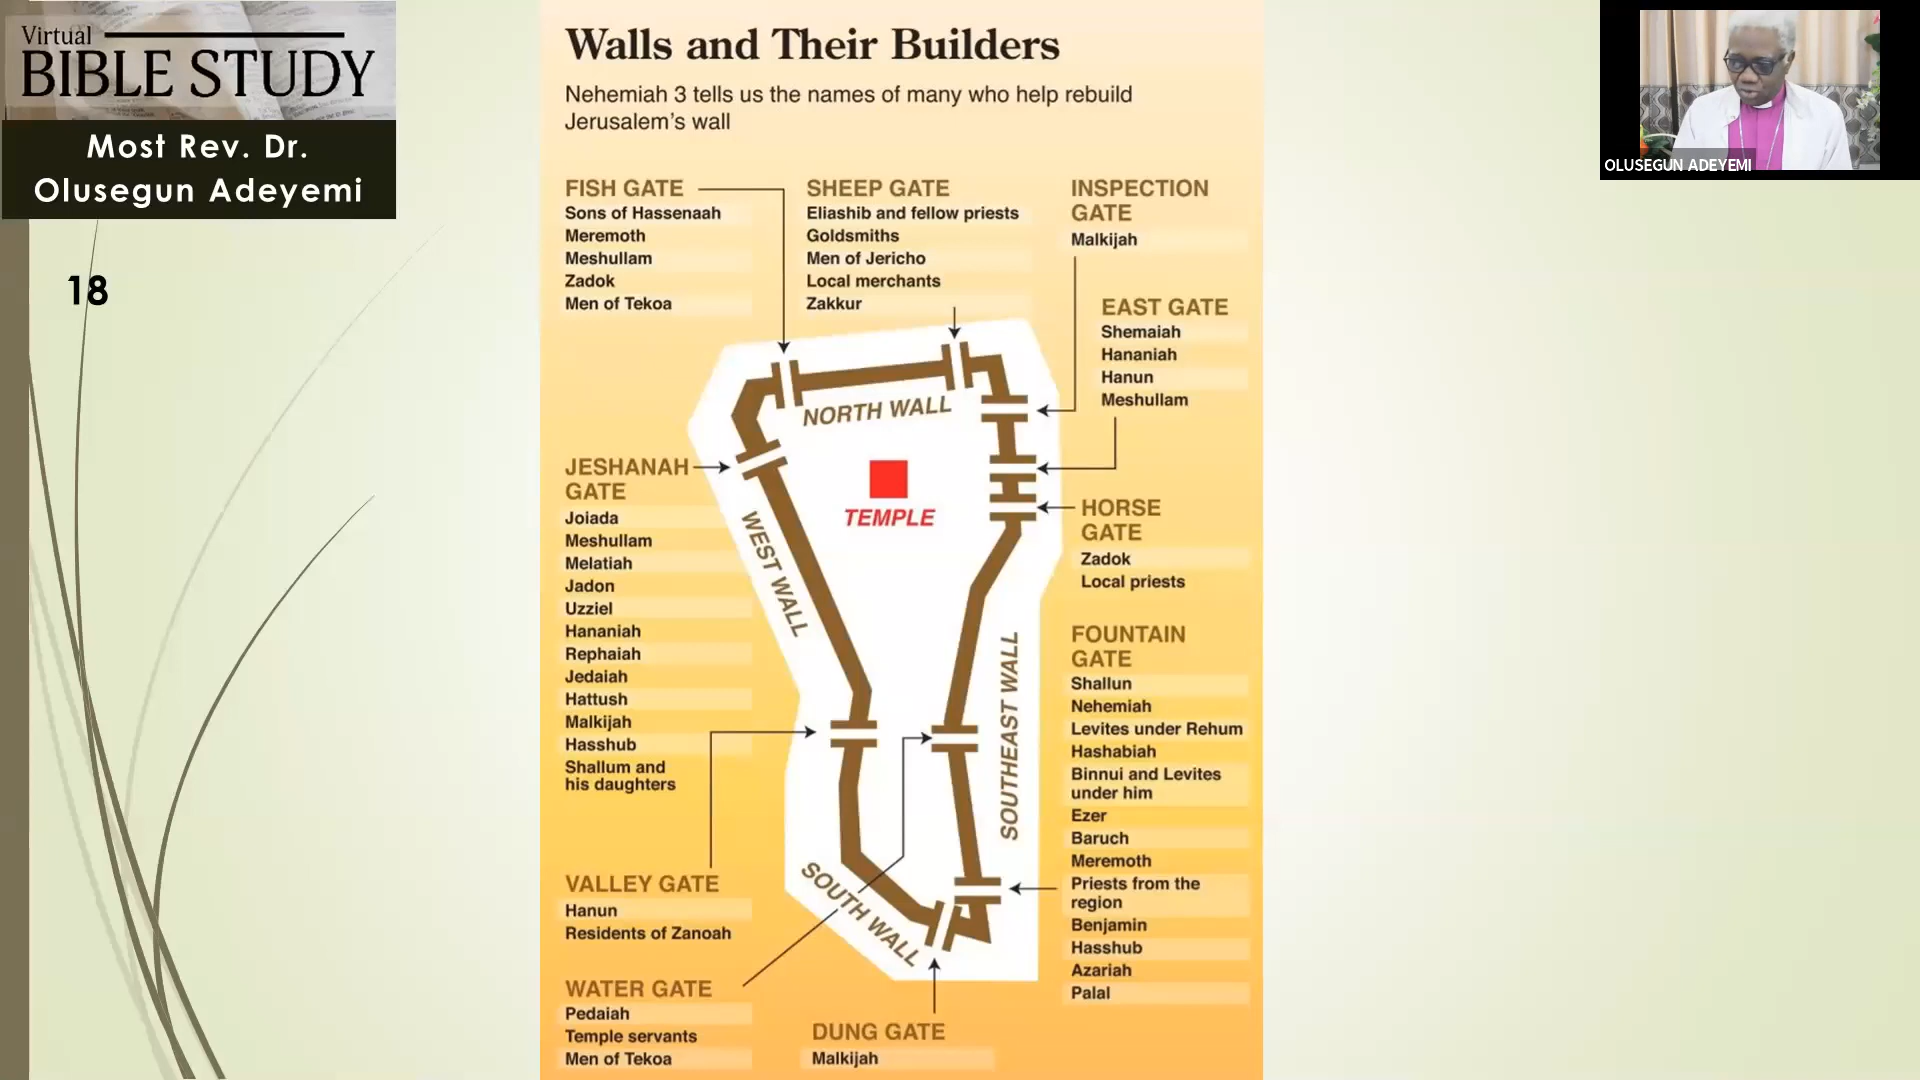 Virtual
BIBLE STUDY
Most Rev. Dr.
Olusegun Adeyemi
18
Walls and Their Builders
Nehemiah 3 tells us the names of many who help rebuild
Jerusalem's wall
FISH GATE
Sons of Hassenaah
Meremoth
Meshullam
Zadok
Men of Tekoa
SHEEP GATE
Eliashib and fellow priests
Goldsmiths
Men of Jericho
Local merchants
Zakkur
INSPECTION
GATE
Malkijah
EAST GATE
Shemaiah
Hananiah
Hanun
Meshullam
NORTH WALL
TEMPLE
WEST WALL
SOUTHEAST WALL
SOUTH WALL
JESHANAH
GATE
Joiada
Meshullam
Melatiah
Jadon
Uzziel
Hananiah
Rephaiah
Jedaiah
Hattush
Malkijah
Hasshub
Shallum and
his daughters
HORSE
GATE
Zadok
Local priests
FOUNTAIN
GATE
Shallun
Nehemiah
Levites under Rehum
Hashabiah
Binnui and Levites
under him
Ezer
Baruch
Meremoth
Priests from the
region
Benjamin
Hasshub
Azariah
Palal
VALLEY GATE
Hanun
Residents of Zanoah
WATER GATE
Pedaiah
Temple servants
Men of Tekoa
DUNG GATE
Malkijah
OLUSEGUN ADEYEMI